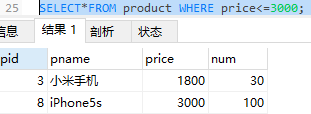 25 SELECT*FROM product WHERE price<=3000;
信息 结果 1 剖析 状态
pid pname price num
3 小米手机 1800 30
8 iPhone5s 3000 100